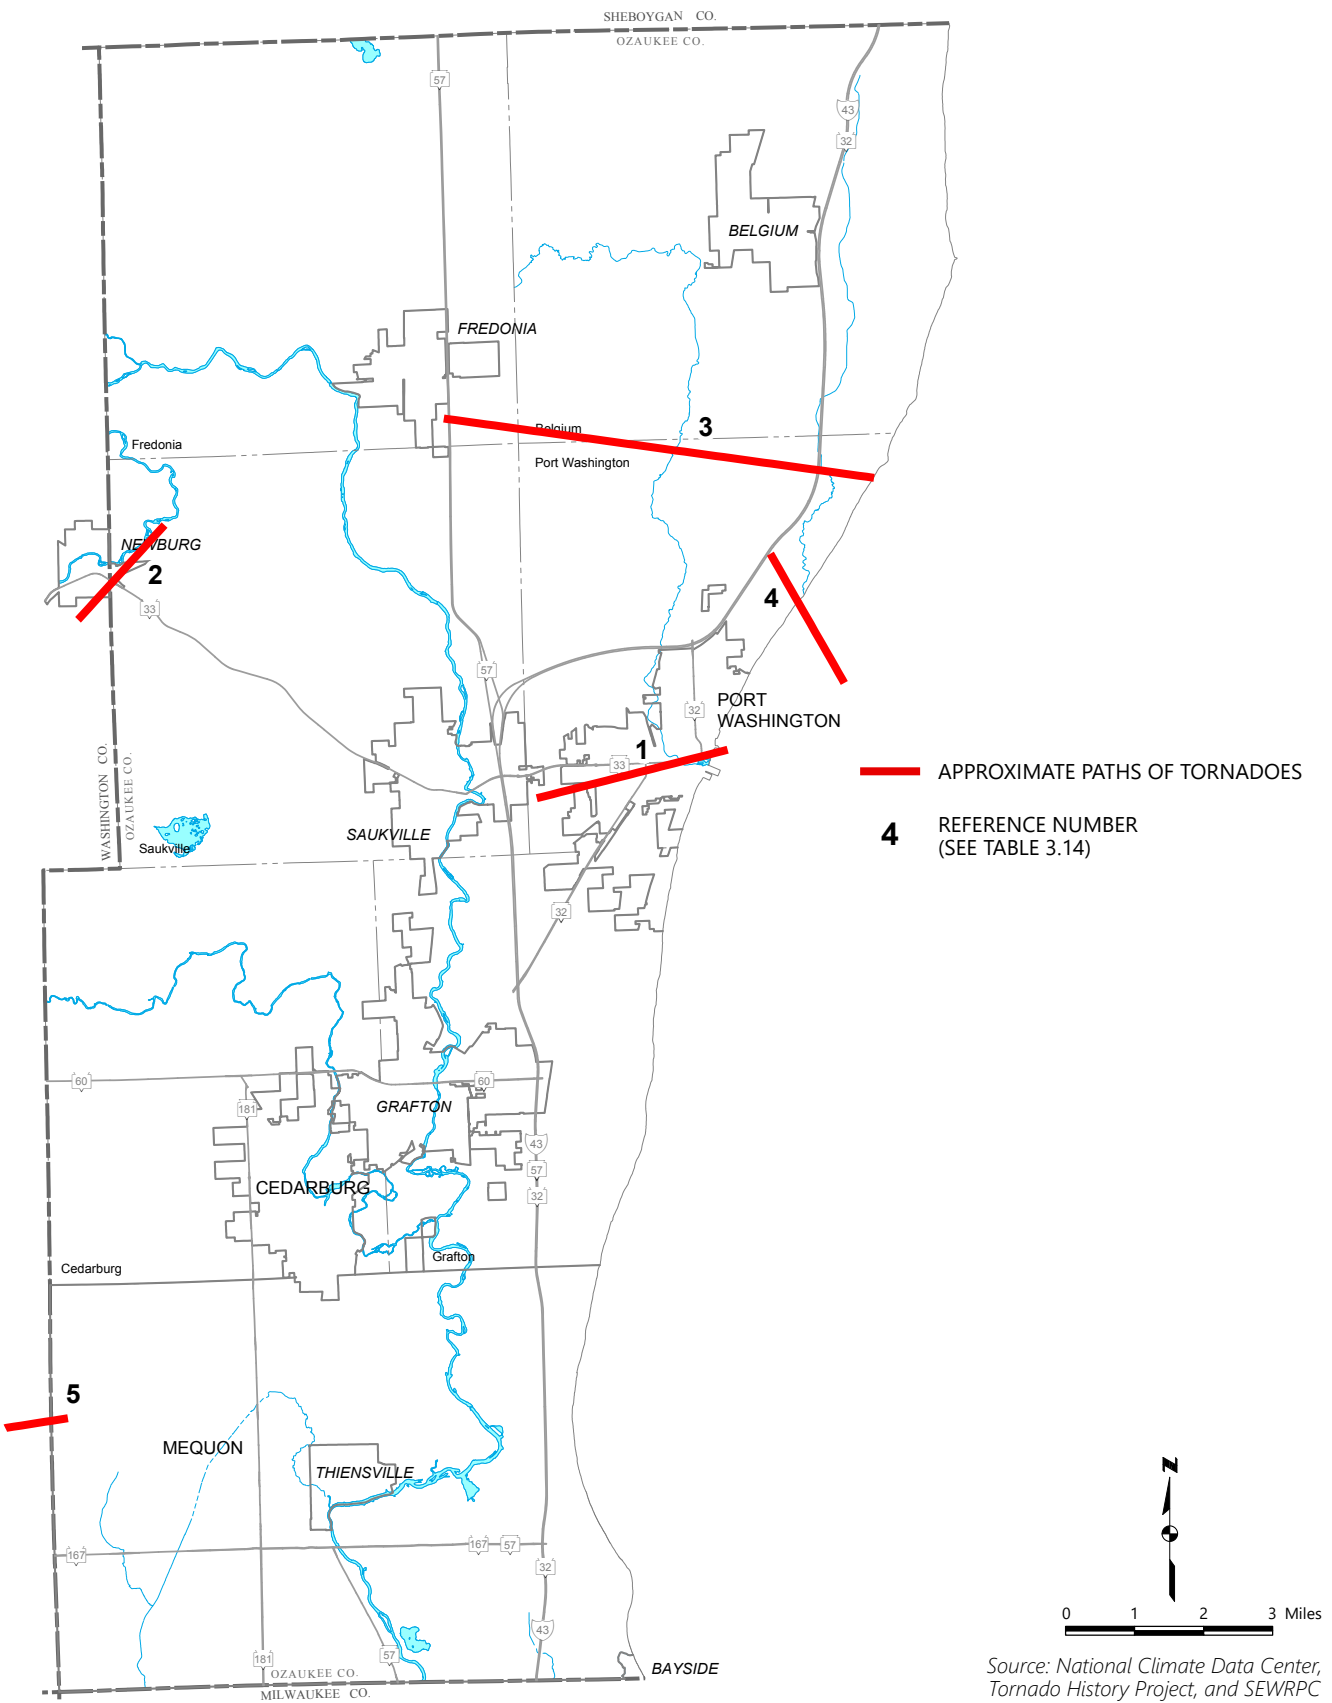 SHEBOYGAN CO.
OZAUKEE CO.
57
43
32
BELGIUM
FREDONIA
3
Belgium
Fredonia
Port Washington
NEWBURG
2
33
4
57
PORT
WASHINGTON
32
1
33
WASHINGTON CO.
OZAUKEE CO.
APPROXIMATE PATHS OF TORNADOES
4
REFERENCE NUMBER
(SEE TABLE 3.14)
SAUKVILLE
Saukville
32
60
60
181
GRAFTON
43
57
32
CEDARBURG
Grafton
Cedarburg
5
MEQUON
THIENSVILLE
167
167
57
32
43
181
57
OZAUKEE CO.
MILWAUKEE CO.
BAYSIDE
N
0 1 2 3 Miles
Source: National Climate Data Center,
Tornado History Project, and SEWRPC